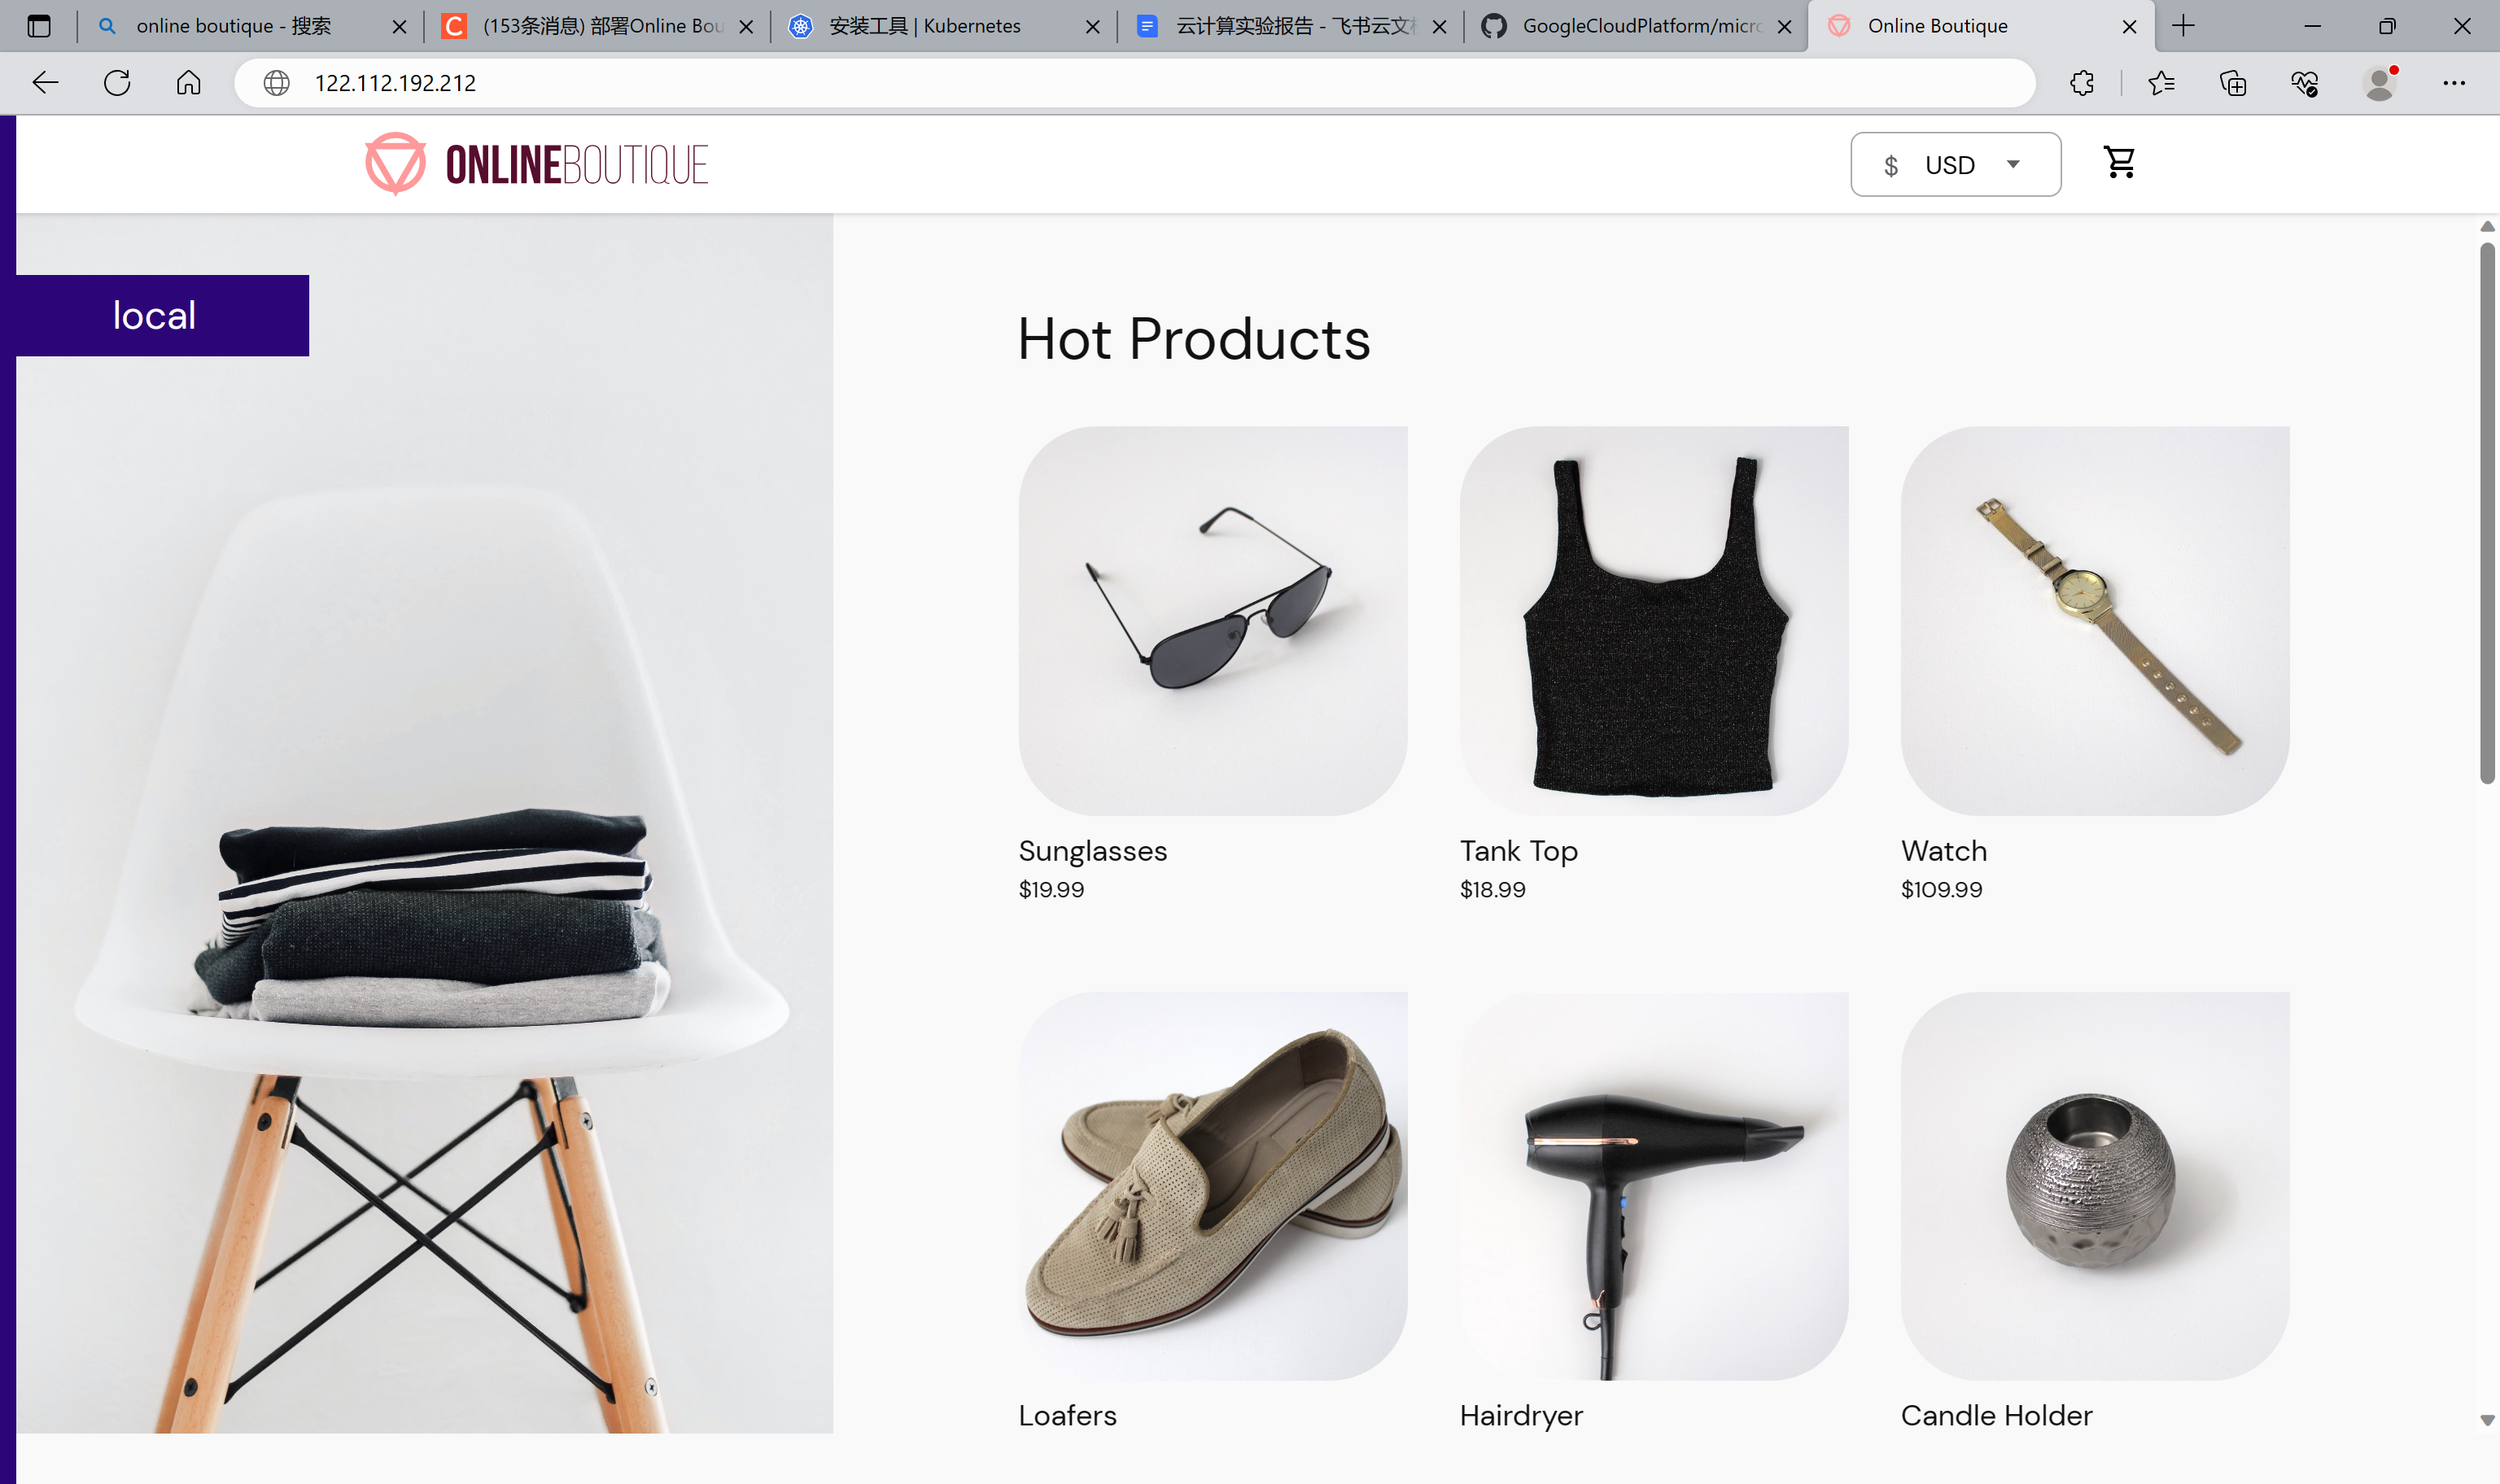 online boutique - 搜索
(153条消息) 部署Online Bou
安装工具 | Kubernetes
云计算实验报告 - 飞书云文
GoogleCloudPlatform/micro
Online Boutique
122.112.192.212
ONLINEBOUTIQUE
$ USD
local
Hot Products
Sunglasses
$19.99
Tank Top
$18.99
Watch
$109.99
Loafers
Hairdryer
Candle Holder